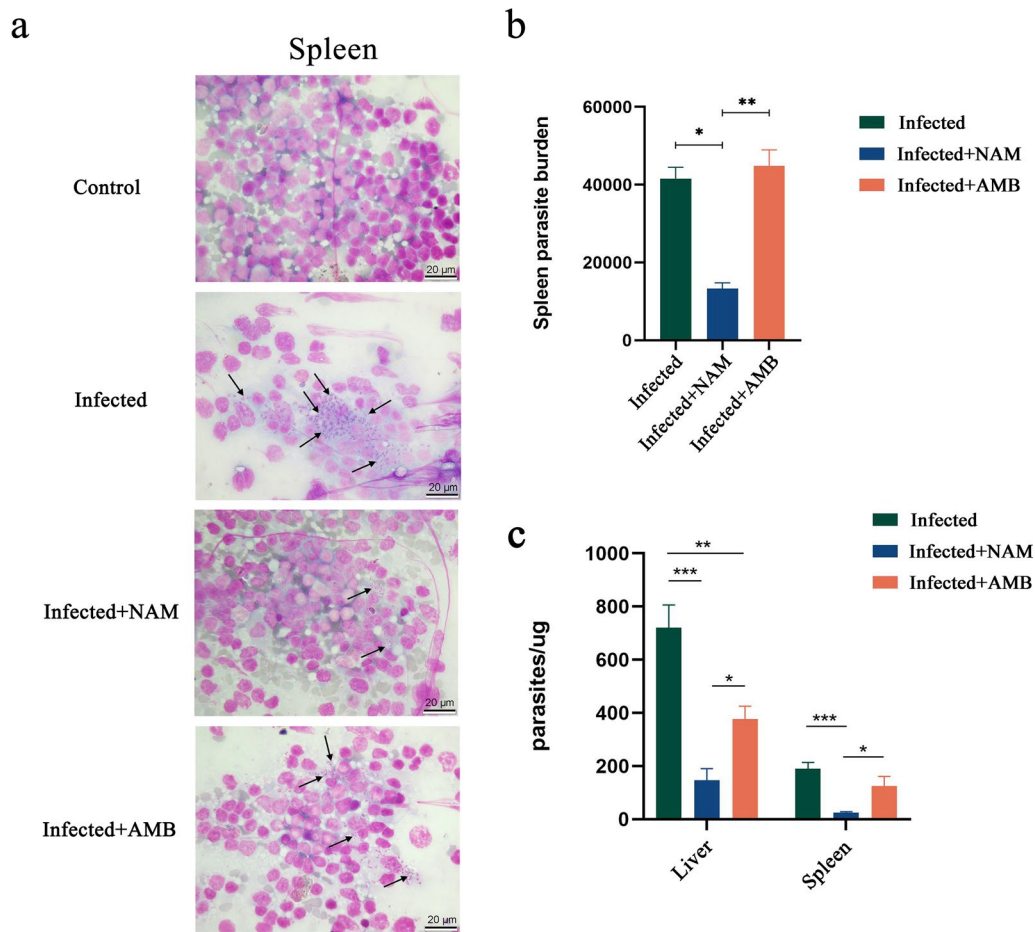 a
Spleen
Control
20 μm
Infected
20 μm
Infected+NAM
20 μm
Infected+AMB
20 μm
b
60000
40000
20000
0
Spleen parasite burden
*
**
Infected
Infected+NAM
Infected+AMB
Infected
Infected+NAM
Infected+AMB
c
1000
800
600
400
200
0
parasites/ug
**
***
*
***
*
Liver
Spleen
Infected
Infected+NAM
Infected+AMB